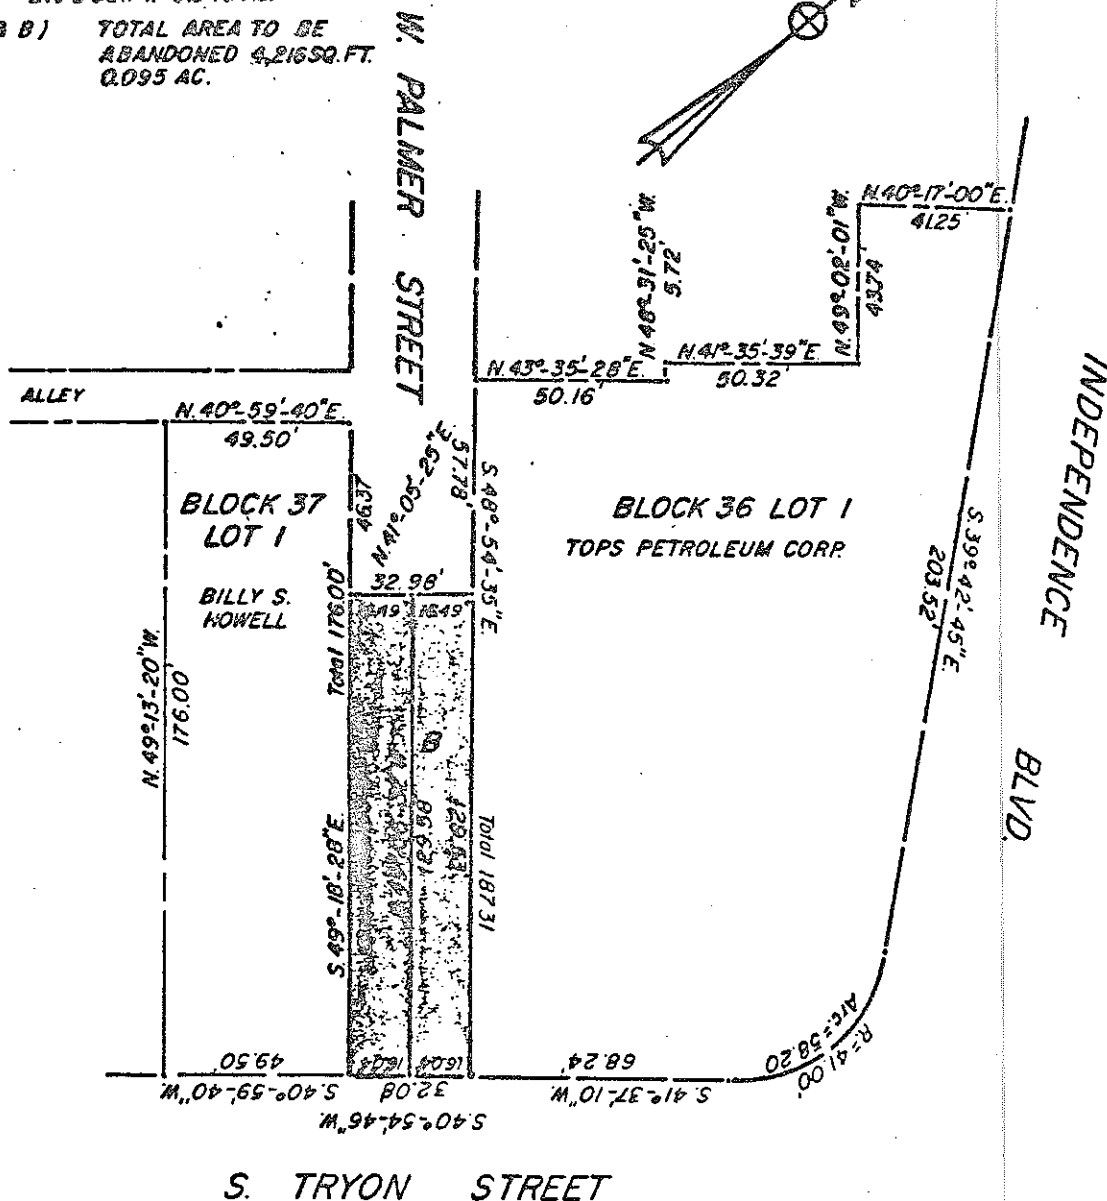 B B) TOTAL AREA TO BE
ABANDONED 4,216 SQ. FT.
0.095 AC.
W. PALMER STREET
N.40°-17'-00"E.
41.25'
N.48°-31'-25"W.
5.72'
N.49°-20'-01"W.
43.74'
N.43°-35'-28"E.
50.16'
N.41°-35'-39"E.
50.32'
ALLEY
N.40°-59'-40"E.
49.50'
BLOCK 37
LOT 1
BILLY S.
HOWELL
46.37
Total 176.00'
N.41°-05'-25"E.
57.78'
S.48°-54'-35"E.
32.98'
16.49'
BLOCK 36 LOT 1
TOPS PETROLEUM CORP.
INDEPENDENCE BLVD.
S.39°-42'-45"E.
203.52'
N.49°-13'-20"W.
176.00'
S.49°-18'-28"E.
B
129.58
129.53'
Total 187.31
49.50
S.40°-59'-40"W.
16.04
16.04
32.08
S.40°-54'-46"W.
68.24
S.41°-37'-10"W.
Arc.=58.20
R.=41.00'
S. TRYON STREET